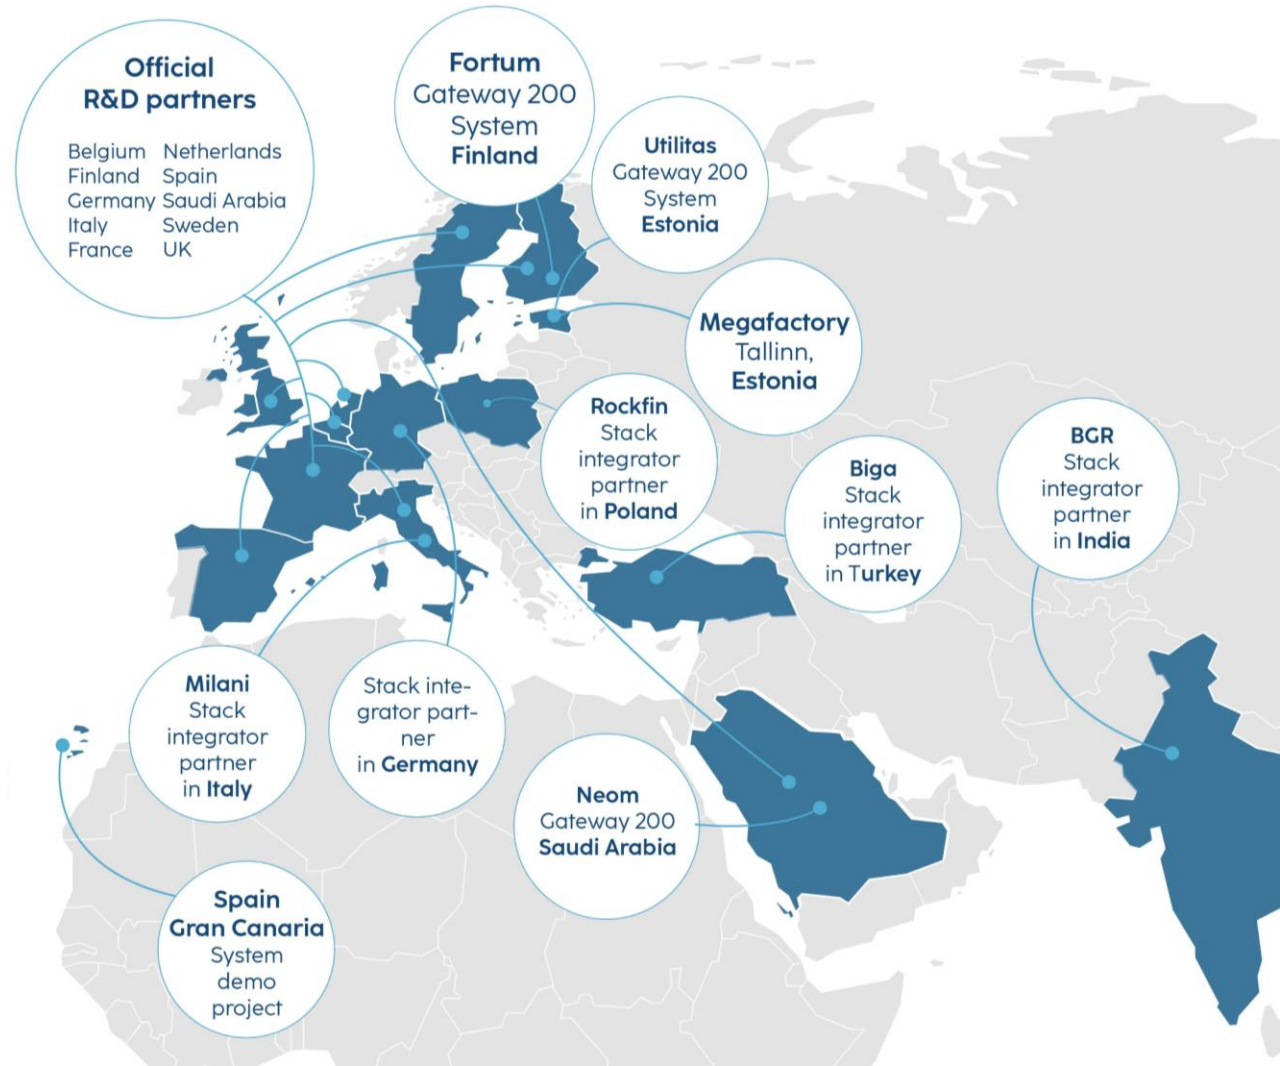 Official
R&D partners
Belgium Netherlands
Finland Spain
Germany Saudi Arabia
Italy Sweden
France UK
Fortum
Gateway 200
System
Finland
Utilitas
Gateway 200
System
Estonia
Megafactory
Tallinn,
Estonia
Rockfin
Stack
integrator
partner
in Poland
Biga
Stack
integrator
partner
in Turkey
BGR
Stack
integrator
partner
in India
Milani
Stack
integrator
partner
in Italy
Stack inte-
grator part-
ner
in Germany
Neom
Gateway 200
Saudi Arabia
Spain
Gran Canaria
System
demo
project